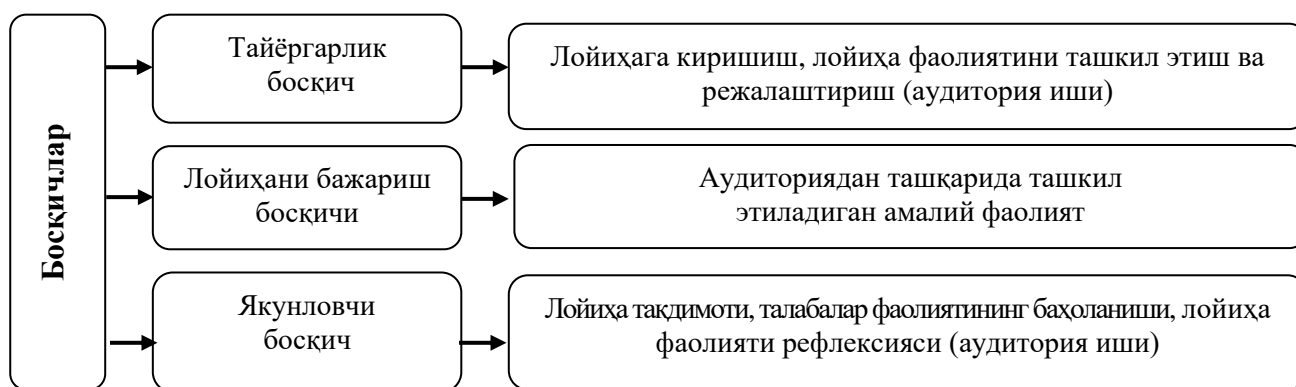 Босқичлар
Тайёргарлик
босқич
Лойиҳага киришиш, лойиҳа фаолиятини ташкил этиш ва
режалаштириш (аудитория иши)
Лойиҳани бажариш
босқичи
Аудиториядан ташқарида ташкил
этиладиган амалий фаолият
Якунловчи
босқич
Лойиҳа тақдимоти, талабалар фаолиятининг баҳоланиши, лойиҳа
фаолияти рефлексияси (аудитория иши)